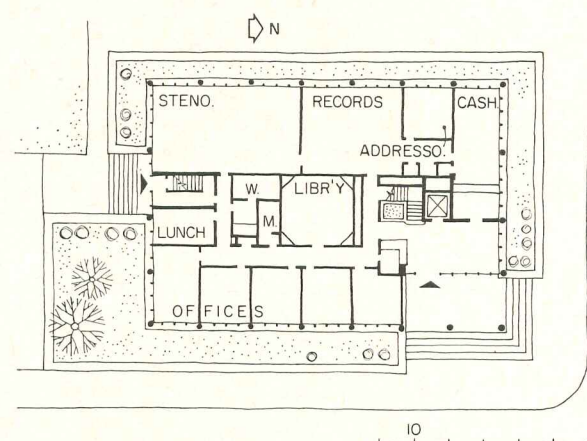 N
STENO. RECORDS CASH.
ADDRESSO.
W. LIBR'Y
M.
LUNCH
OFFICES
10